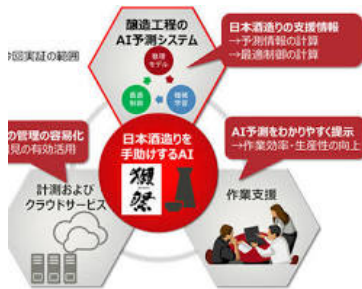 醸造工程の
AI予測システム
今回実証の範囲
数理
モデル
最適
制御
機械
学習
日本酒造りの支援情報
→予測情報の計算
→最適制御の計算
の管理の容易化
見の有効活用
日本酒造りを
手助けするAI
獺祭
AI予測をわかりやすく提示
→作業効率・生産性の向上
計測および
クラウドサービス
作業支援